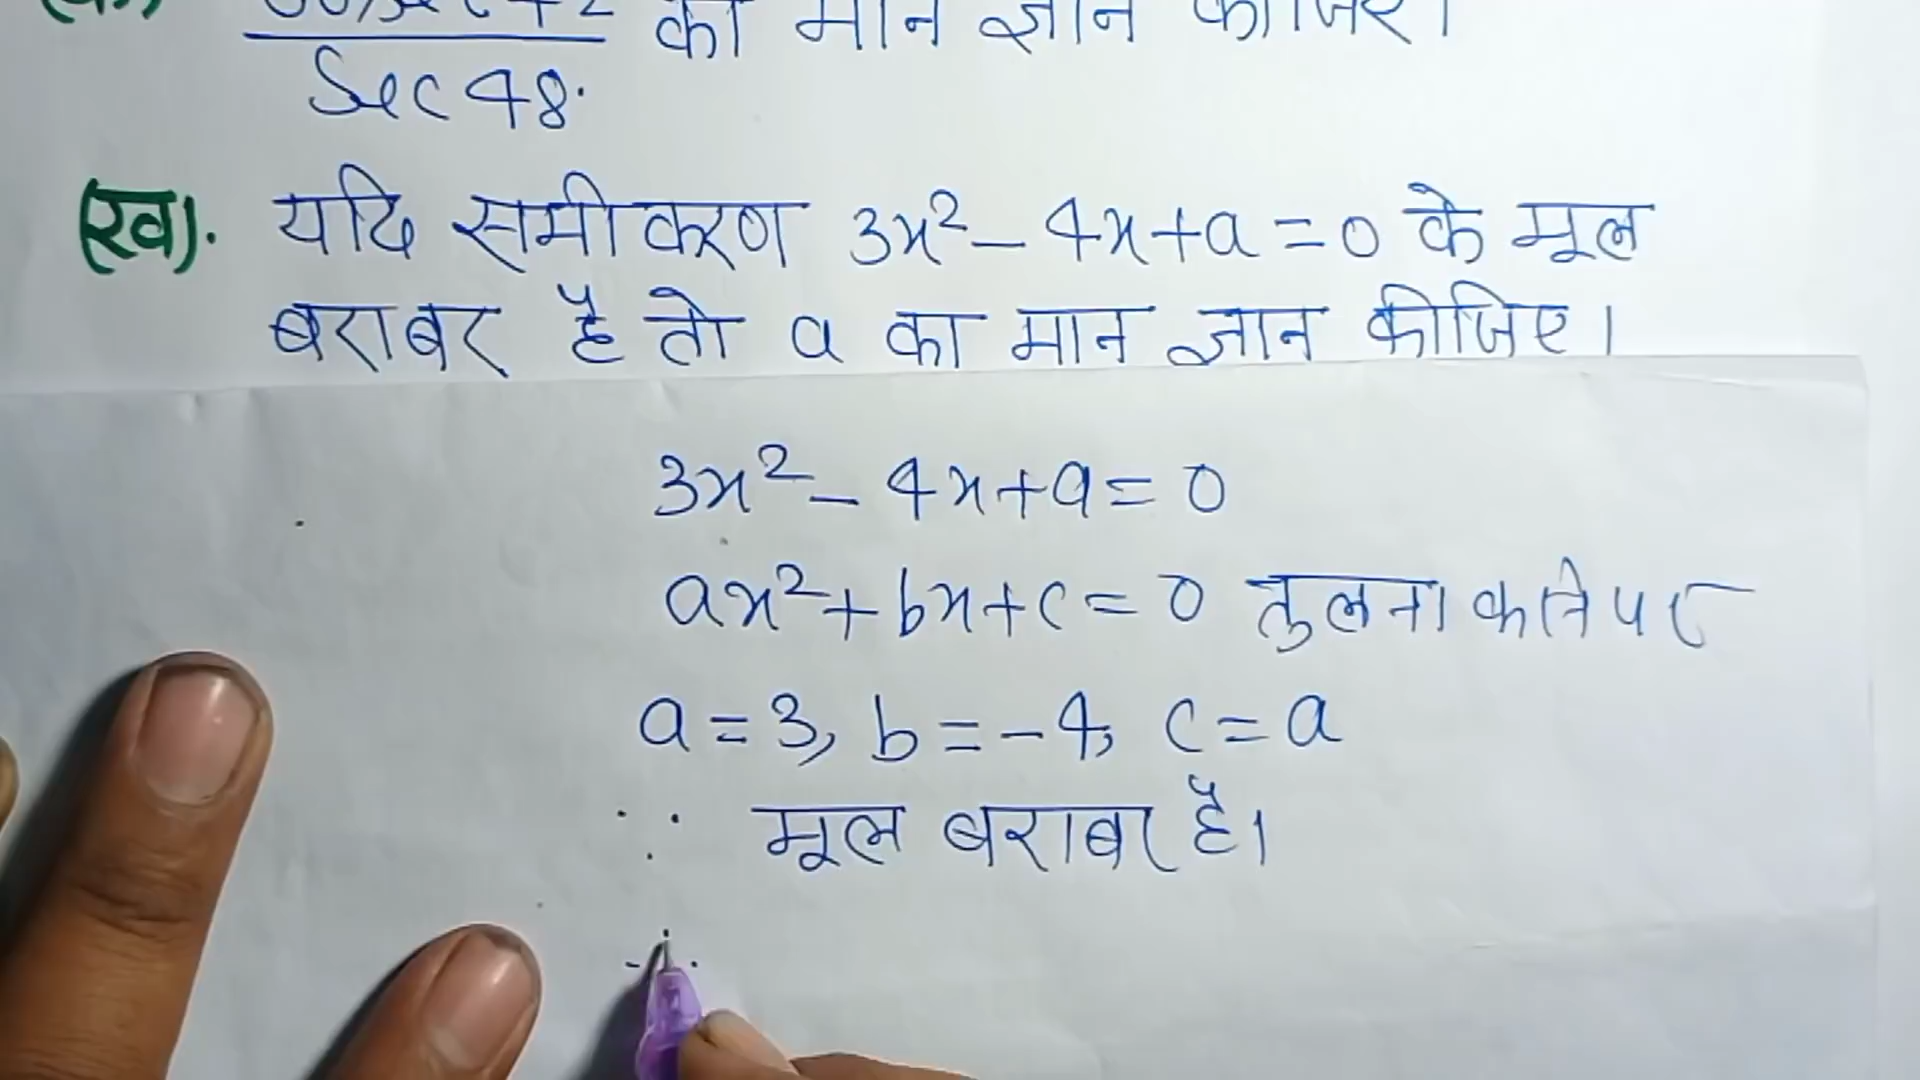 का मान ज्ञान कीजिए।
Sec 48°
(ख). यदि समीकरण 3x² - 4x + a = 0 के मूल
बराबर है तो a का मान ज्ञान कीजिए।
3x² - 4x + a = 0
ax² + bx + c = 0 तुलना करने पर
a = 3, b = -4, c = a
∵ मूल बराबर है।
∴